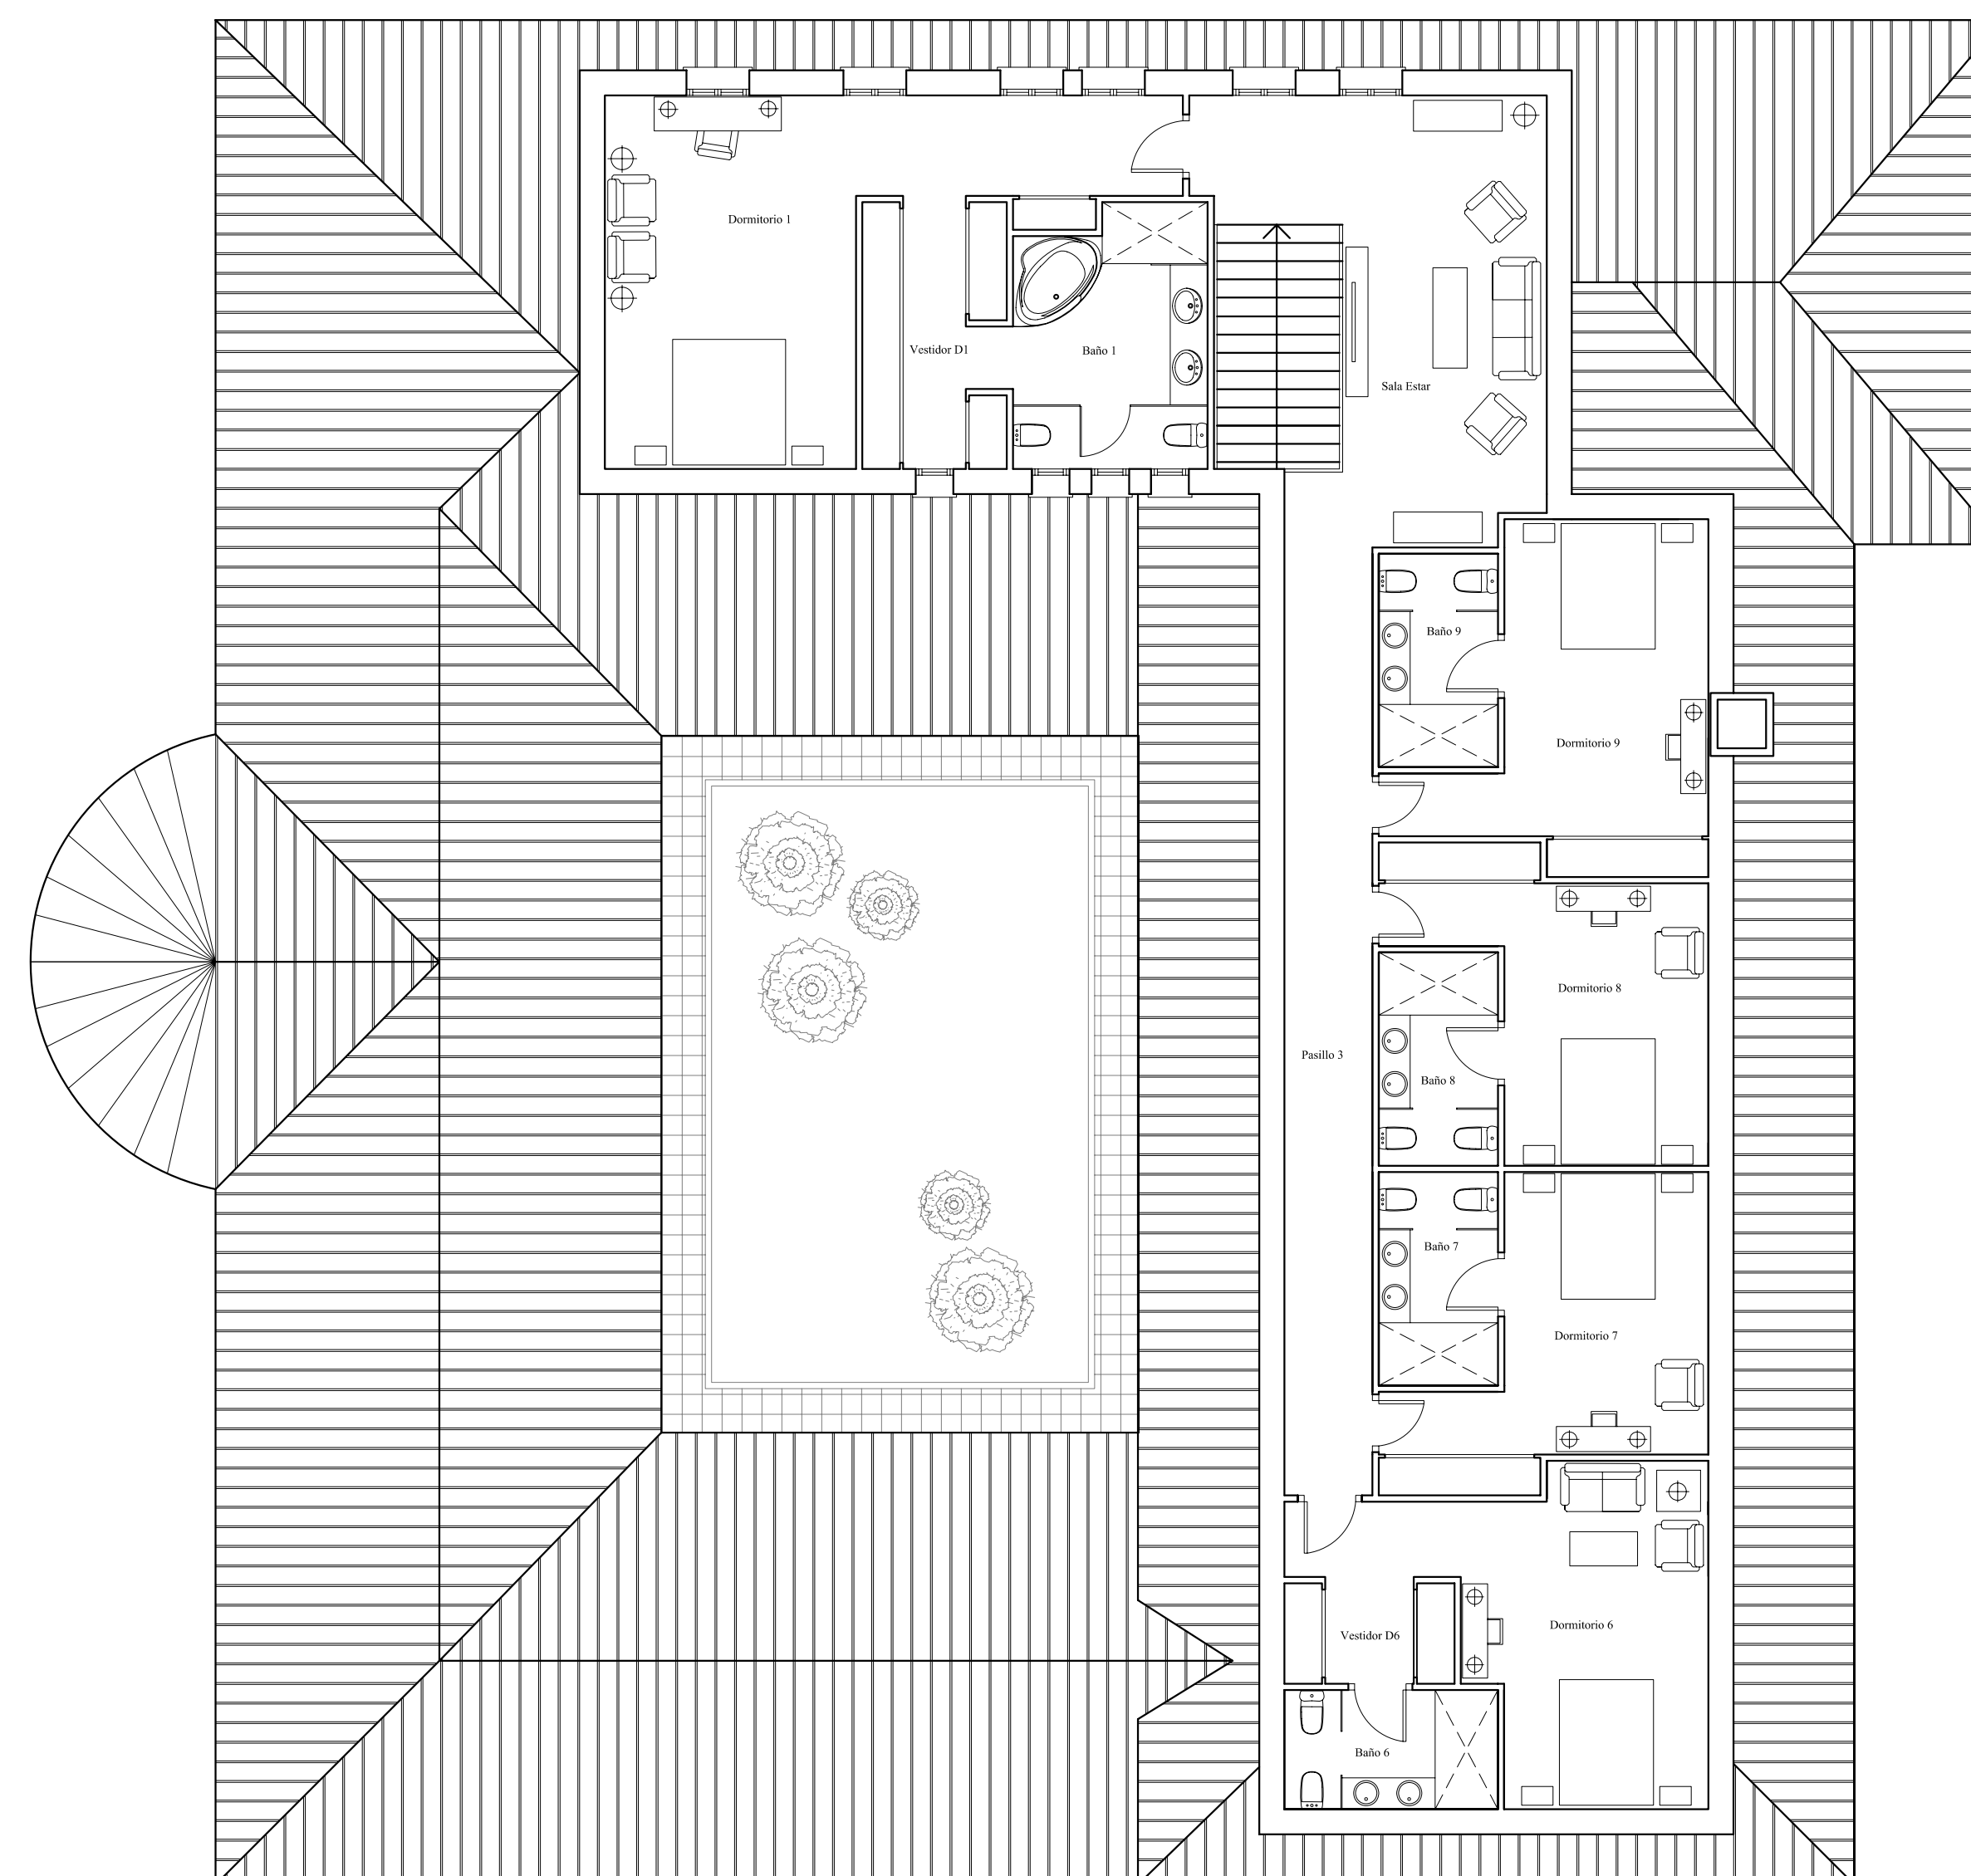 Dormitorio 1
Vestidor D1
Baño 1
Sala Estar
Baño 9
Dormitorio 9
Dormitorio 8
Pasillo 3
Baño 8
Baño 7
Dormitorio 7
Dormitorio 6
Vestidor D6
Baño 6